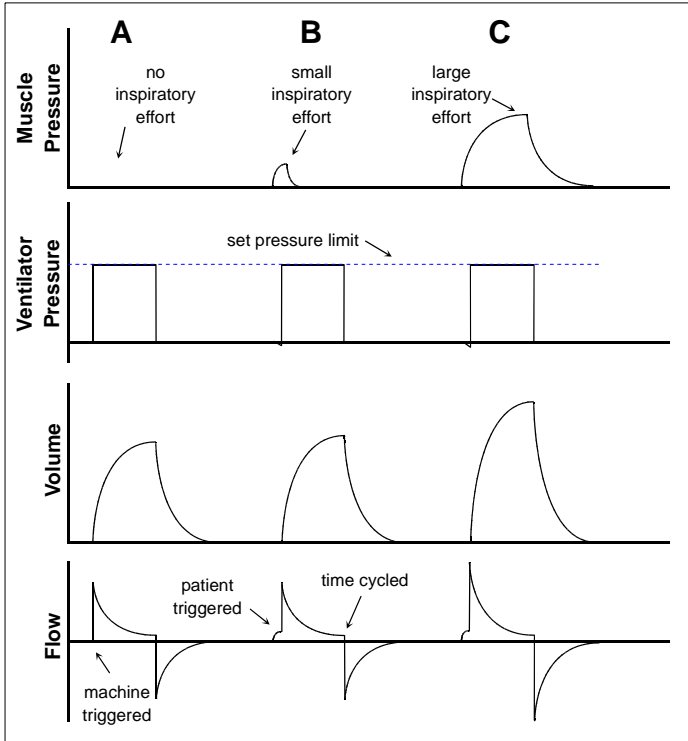 A
B
C
Muscle
Pressure
no
inspiratory
effort
small
inspiratory
effort
large
inspiratory
effort
Ventilator
Pressure
set pressure limit
Volume
Flow
patient
triggered
time cycled
machine
triggered